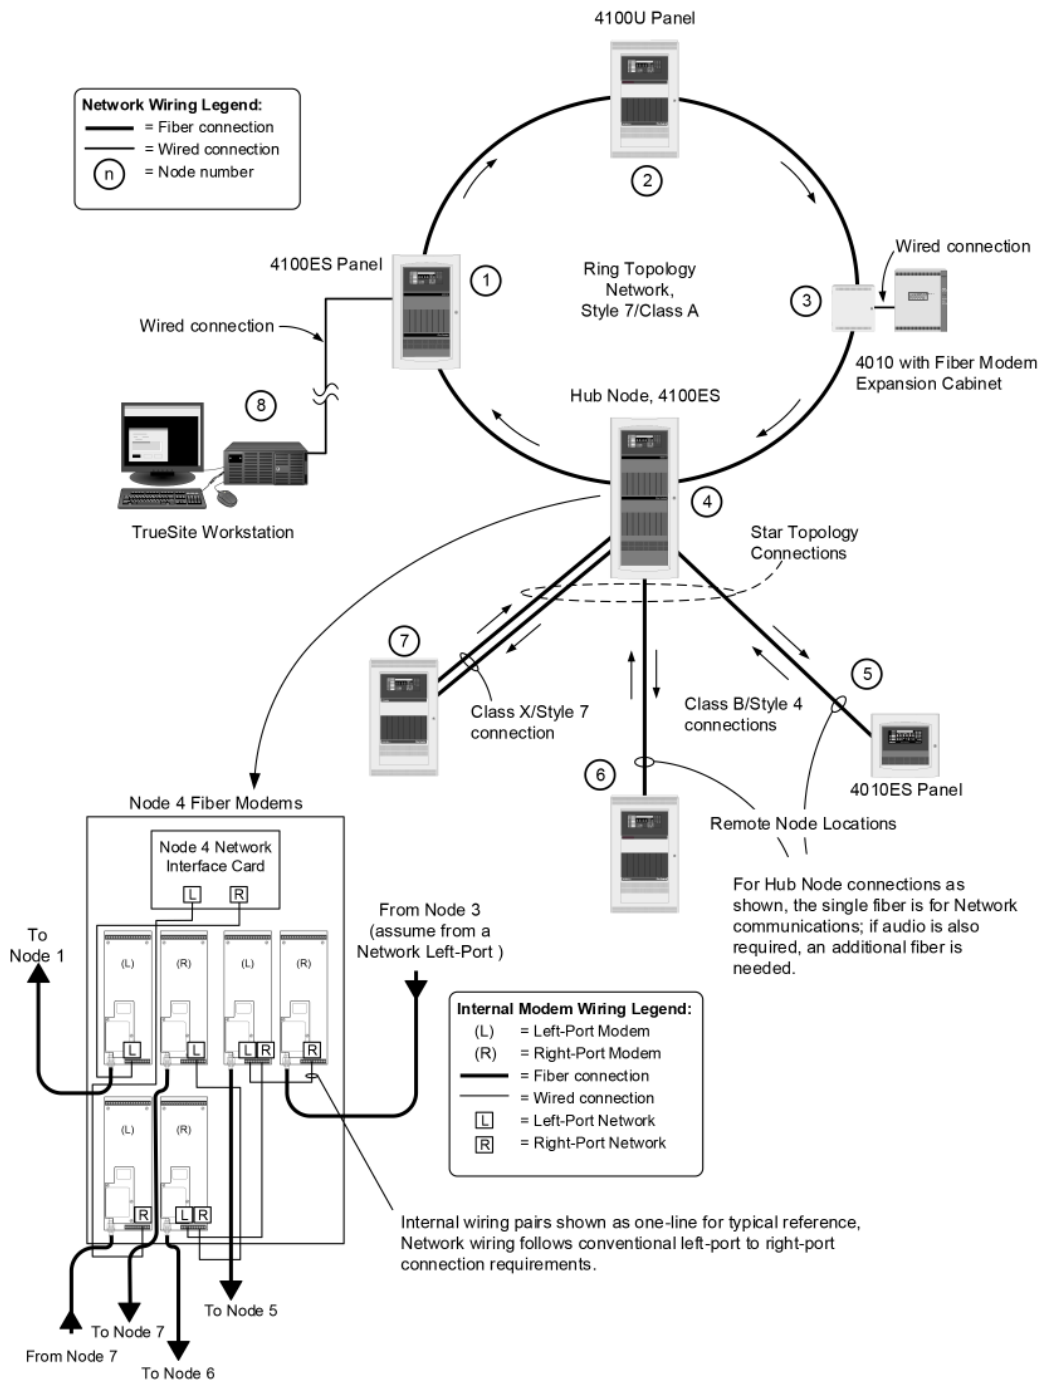 4100U Panel
Network Wiring Legend:
= Fiber connection
= Wired connection
n = Node number
2
4100ES Panel
1
Ring Topology
Network,
Style 7/Class A
Wired connection
3
4010 with Fiber Modem
Expansion Cabinet
Wired connection
8
TrueSite Workstation
Hub Node, 4100ES
4
Star Topology
Connections
7
Class X/Style 7
connection
5
Class B/Style 4
connections
6
4010ES Panel
Remote Node Locations
For Hub Node connections as
shown, the single fiber is for Network
communications; if audio is also
required, an additional fiber is
needed.
Node 4 Fiber Modems
Node 4 Network
Interface Card
L R
To
Node 1
From Node 3
(assume from a
Network Left-Port )
(L) (R) (L) (R)
L L L R R
(L) (R)
R L R
Internal Modem Wiring Legend:
(L) = Left-Port Modem
(R) = Right-Port Modem
= Fiber connection
= Wired connection
L = Left-Port Network
R = Right-Port Network
Internal wiring pairs shown as one-line for typical reference,
Network wiring follows conventional left-port to right-port
connection requirements.
To Node 5
To Node 7
From Node 7
To Node 6